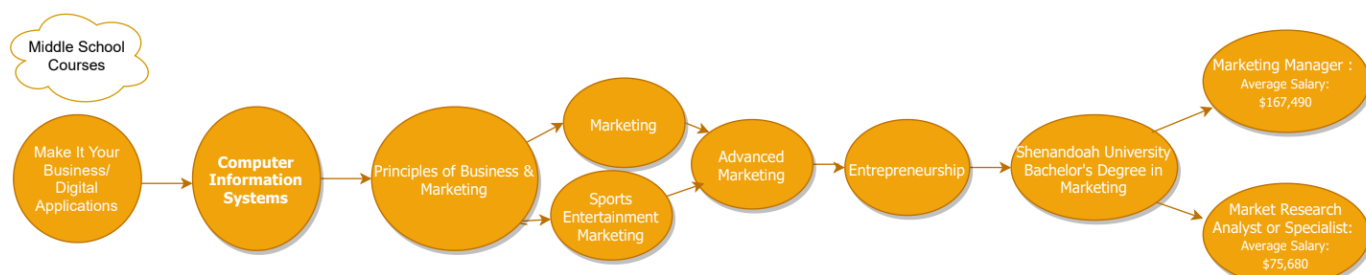 Middle School
Courses
Make It Your
Business/
Digital
Applications
Computer
Information
Systems
Principles of Business &
Marketing
Marketing
Sports
Entertainment
Marketing
Advanced
Marketing
Entrepreneurship
Shenandoah University
Bachelor's Degree in
Marketing
Marketing Manager :
Average Salary:
$167,490
Market Research
Analyst or Specialist:
Average Salary:
$75,680